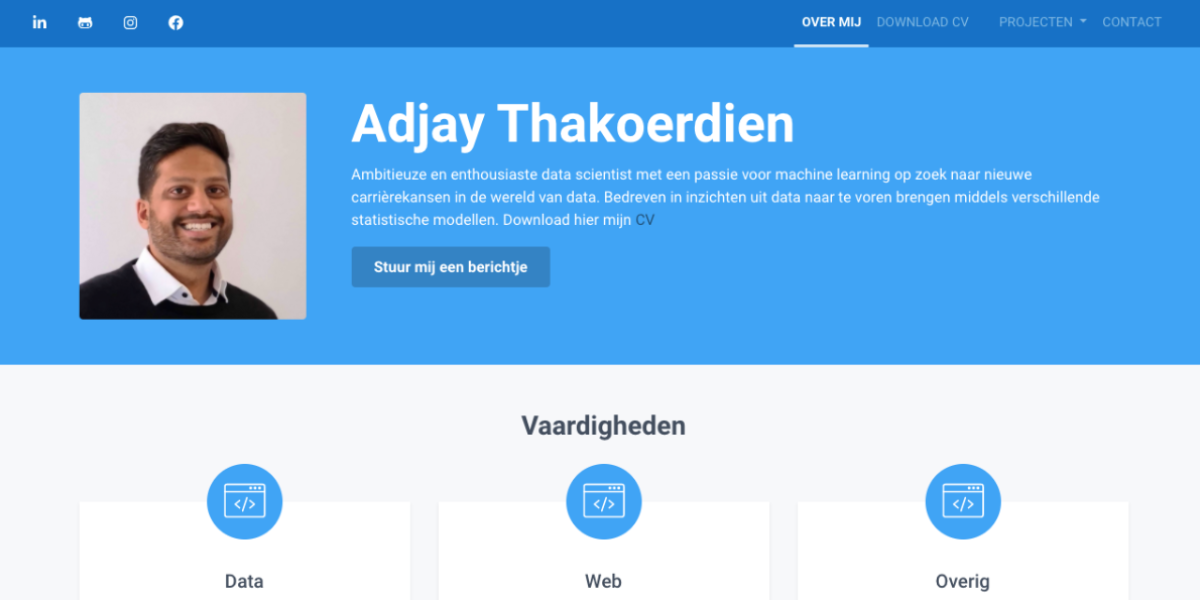 OVER MIJ DOWNLOAD CV PROJECTEN CONTACT
Adjay Thakoerdien
Ambitieuze en enthousiaste data scientist met een passie voor machine learning op zoek naar nieuwe
carrièrekansen in de wereld van data. Bedreven in inzichten uit data naar te voren brengen middels verschillende
statistische modellen. Download hier mijn CV
Stuur mij een berichtje
Vaardigheden
Data Web Overig